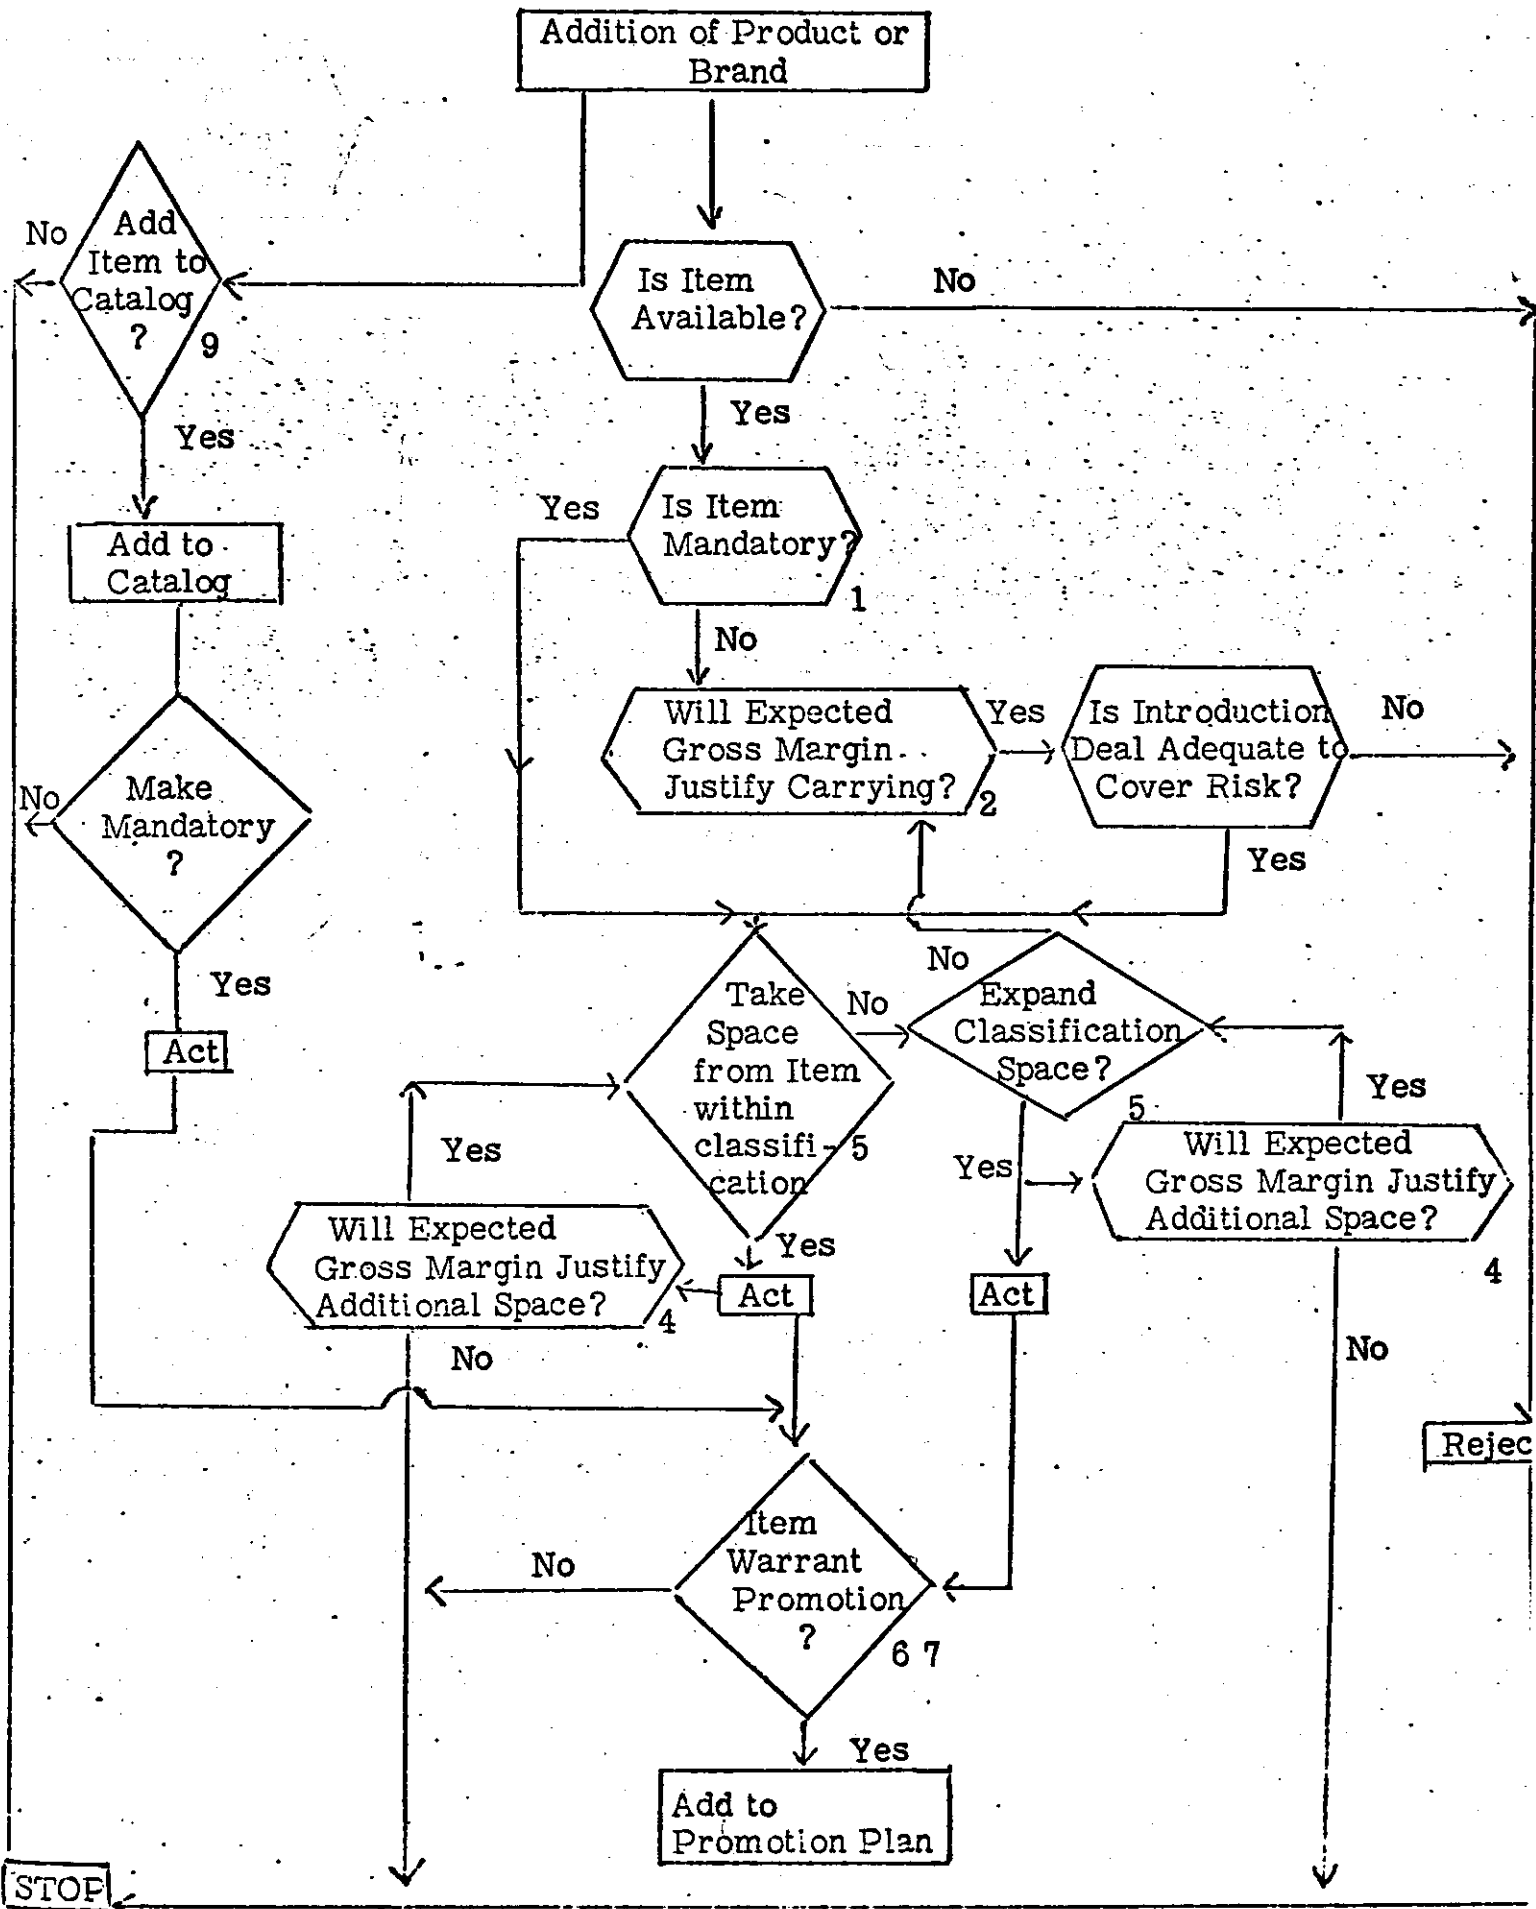 Addition of Product or
Brand
No
Add
Item to
Catalog
?
9
Is Item
Available?
No
Yes
Yes
Yes
Is Item
Mandatory?
1
Add to
Catalog
No
Will Expected
Gross Margin
Justify Carrying?
2
Yes
Is Introduction
Deal Adequate to
Cover Risk?
No
No
Make
Mandatory
?
Yes
Yes
No
Take
Space
from Item
within
classifi-
cation
5
No
Expand
Classification
Space?
5
Act
Yes
Yes
Yes
Will Expected
Gross Margin Justify
Additional Space?
4
Will Expected
Gross Margin Justify
Additional Space?
4
Yes
Act
Act
No
No
Rejec
Item
Warrant
Promotion
?
6 7
No
Yes
Add to
Promotion Plan
STOP